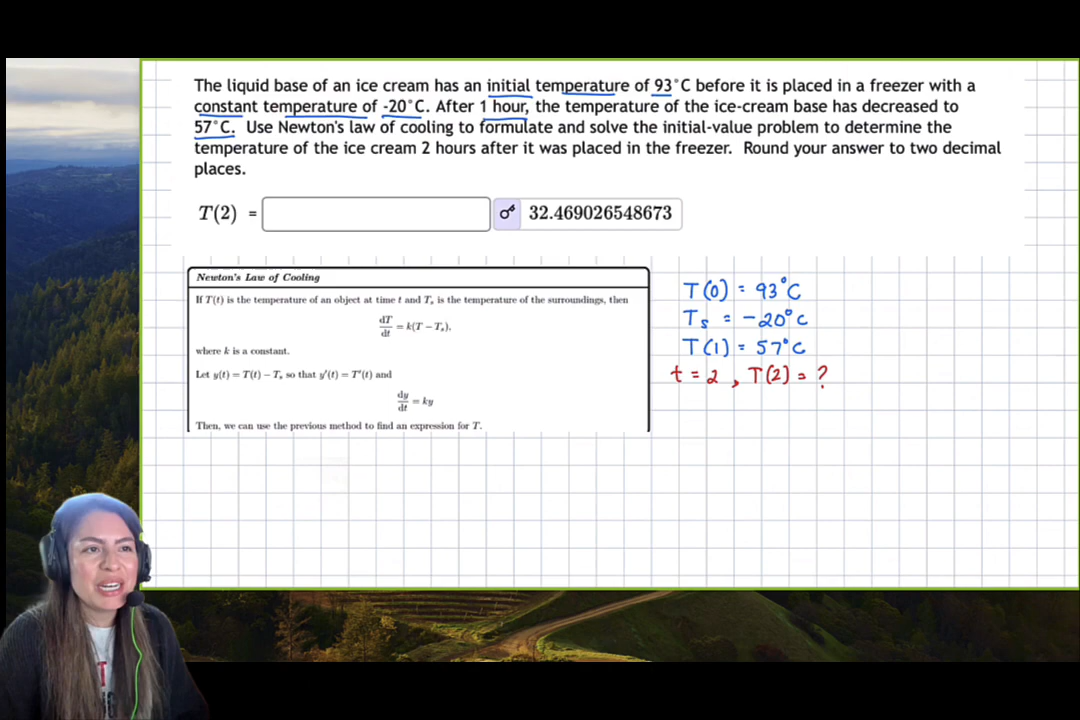 The liquid base of an ice cream has an initial temperature of 93°C before it is placed in a freezer with a
constant temperature of -20°C. After 1 hour, the temperature of the ice-cream base has decreased to
57°C. Use Newton's law of cooling to formulate and solve the initial-value problem to determine the
temperature of the ice cream 2 hours after it was placed in the freezer. Round your answer to two decimal
places.
T(2) = 32.469026548673
Newton's Law of Cooling
If T(t) is the temperature of an object at time t and Tₛ is the temperature of the surroundings, then
dT/dt = k(T − Tₛ),
where k is a constant.
Let y(t) = T(t) − Tₛ so that y′(t) = T′(t) and
dy/dt = ky
Then, we can use the previous method to find an expression for T.
T(0) = 93°C
Tₛ = -20°C
T(1) = 57°C
t = 2, T(2) = ?